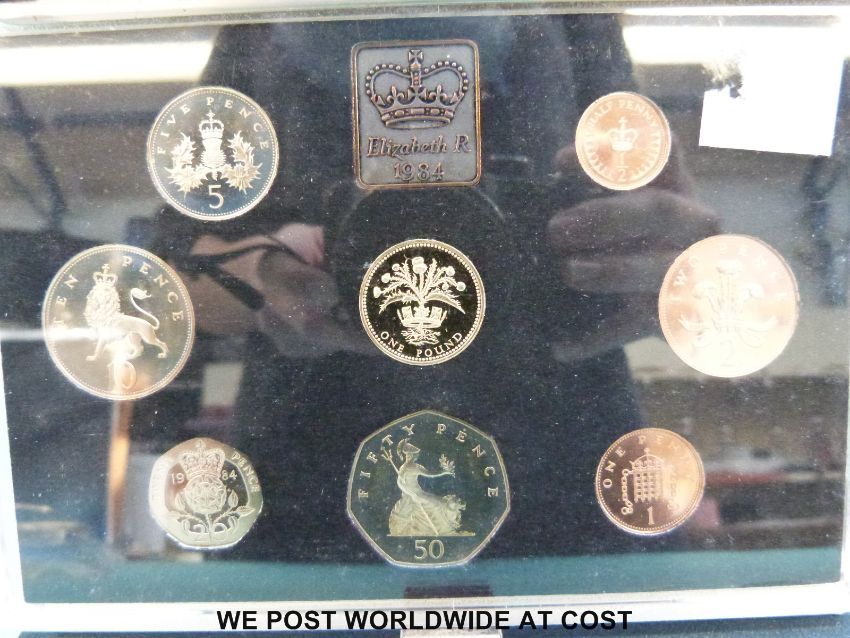 FIVE PENCE
5
Elizabeth R
1984
HALF PENNY
1
2
TEN PENCE
10
ONE POUND
TWO PENCE
2
PENCE
1984
FIFTY PENCE
50
ONE PENNY
1
WE POST WORLDWIDE AT COST